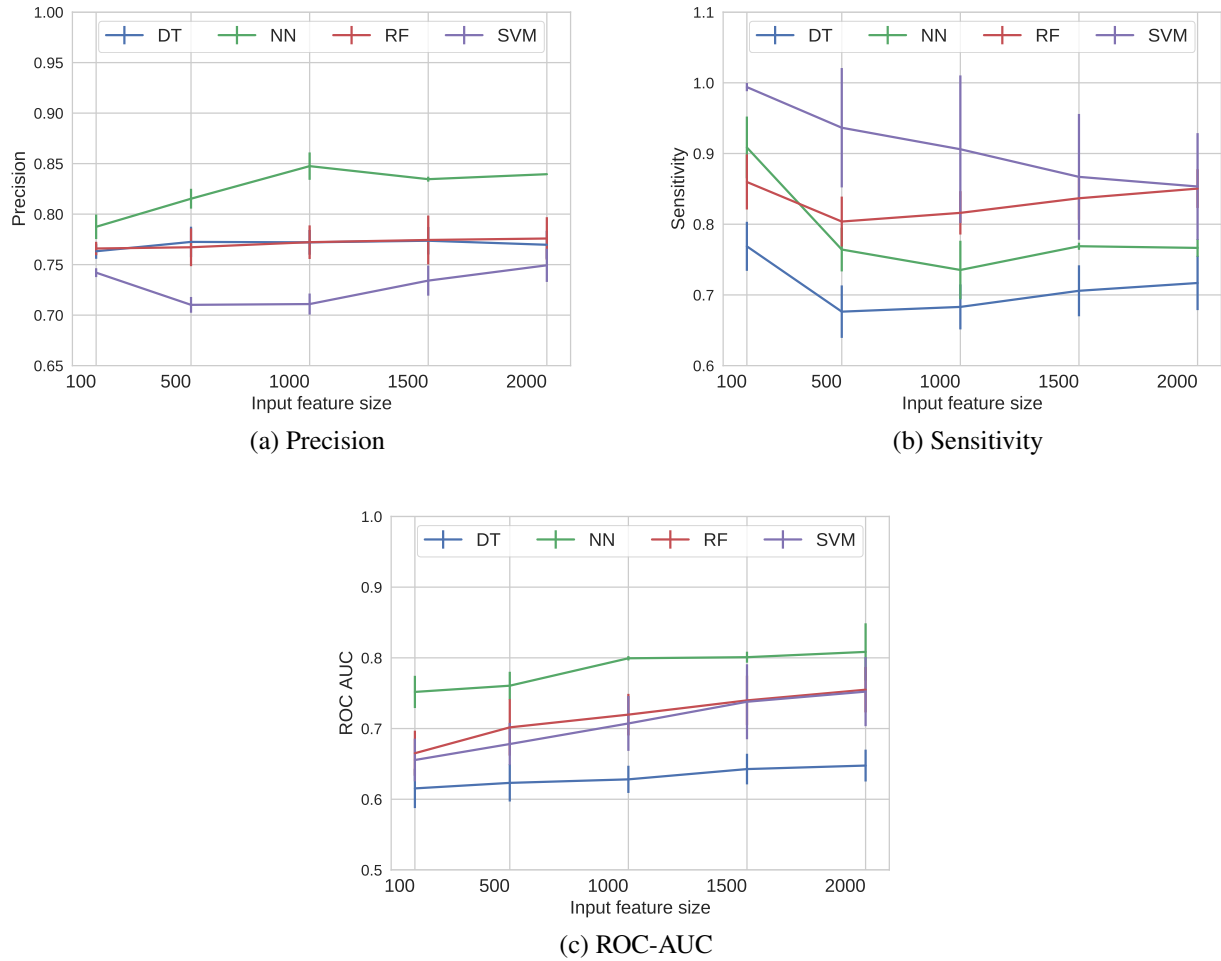 1.00
0.95
0.90
0.85
0.80
0.75
0.70
0.65
Precision
DT NN RF SVM
100 500 1000 1500 2000
Input feature size
(a) Precision
1.1
1.0
0.9
0.8
0.7
0.6
Sensitivity
DT NN RF SVM
100 500 1000 1500 2000
Input feature size
(b) Sensitivity
1.0
0.9
0.8
0.7
0.6
0.5
ROC AUC
DT NN RF SVM
100 500 1000 1500 2000
Input feature size
(c) ROC-AUC